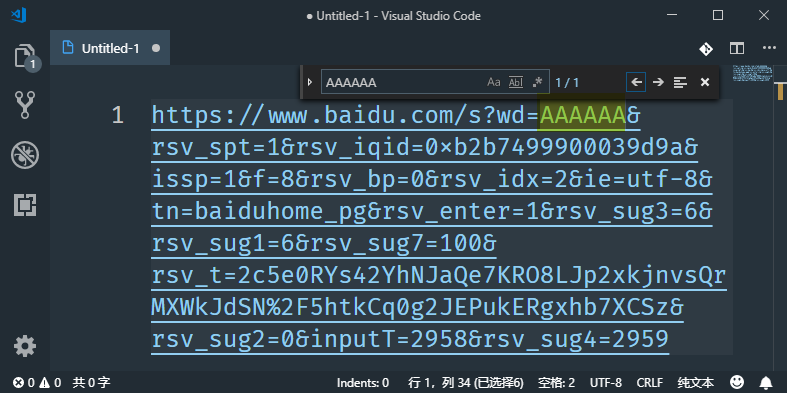 ● Untitled-1 - Visual Studio Code
1
Untitled-1 ●
AAAAAA
Aa Abl .* 1 / 1
1
https://www.baidu.com/s?wd=AAAAAA&
rsv_spt=1&rsv_iqid=0×b2b7499900039d9a&
issp=1&f=8&rsv_bp=0&rsv_idx=2&ie=utf-8&
tn=baiduhome_pg&rsv_enter=1&rsv_sug3=6&
rsv_sug1=6&rsv_sug7=100&
rsv_t=2c5e0RYs42YhNJaQe7KRO8LJp2xkjnvsQr
MXWkJdSN%2F5htkCq0g2JEPukERgxhb7XCSz&
rsv_sug2=0&inputT=2958&rsv_sug4=2959
0 0 共 0 字 Indents: 0 行 1，列 34 (已选择6) 空格: 2 UTF-8 CRLF 纯文本